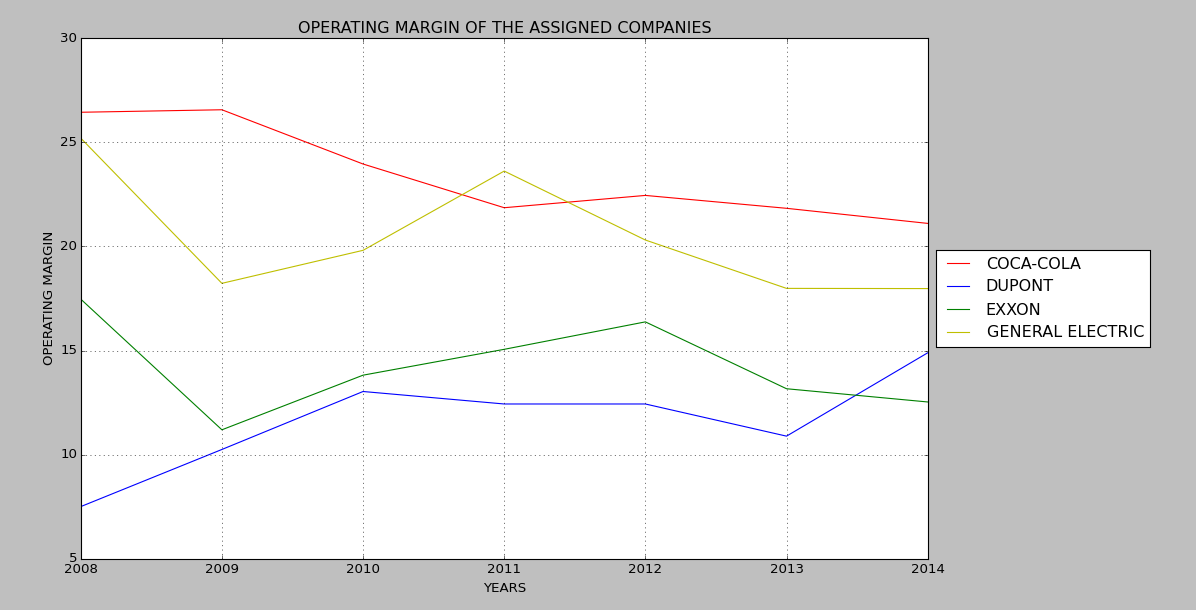 OPERATING MARGIN OF THE ASSIGNED COMPANIES
30
25
20
15
10
5
OPERATING MARGIN
2008 2009 2010 2011 2012 2013 2014
YEARS
COCA-COLA
DUPONT
EXXON
GENERAL ELECTRIC